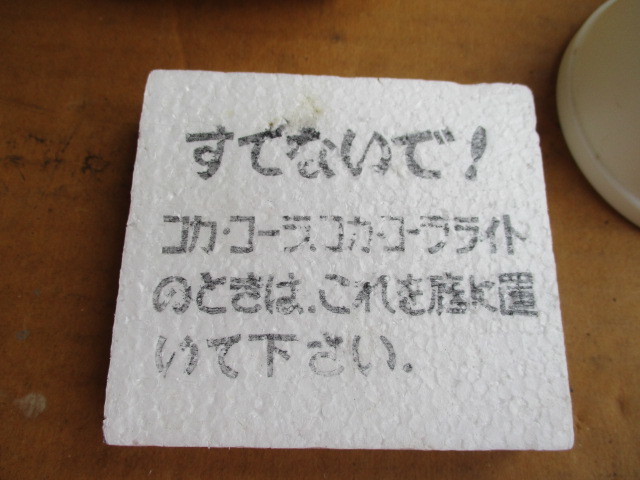 すてないで!
コカ・コーラ、コカ・コーラライト
のときは、これを底に置
いて下さい.